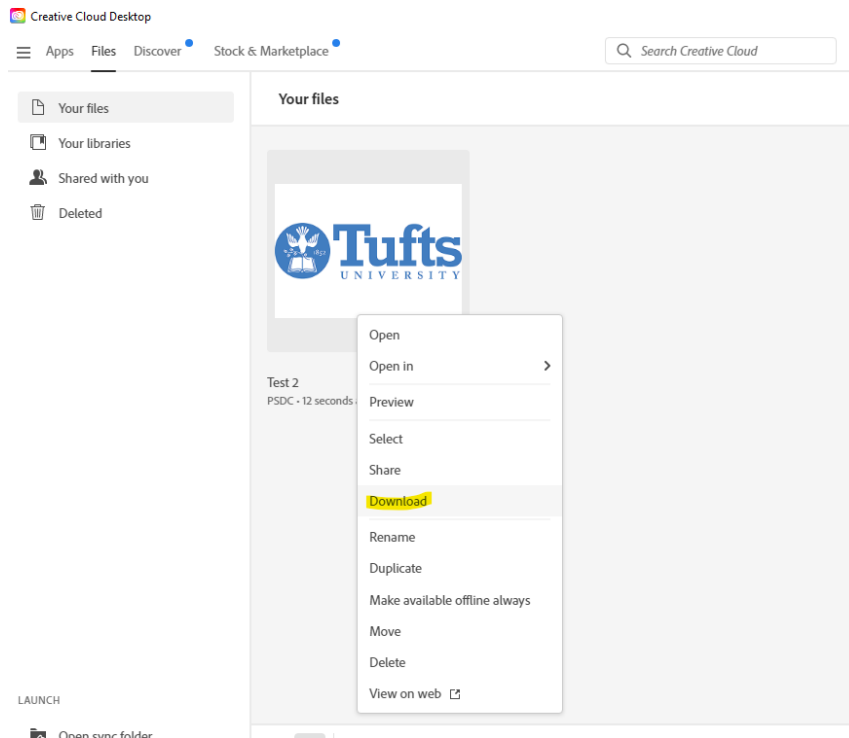 Creative Cloud Desktop
Apps Files Discover Stock & Marketplace
Search Creative Cloud
Your files
Your libraries
Shared with you
Deleted
Your files
1852
Tufts
UNIVERSITY
Test 2
PSDC • 12 seconds
Open
Open in
Preview
Select
Share
Download
Rename
Duplicate
Make available offline always
Move
Delete
View on web
LAUNCH
Open sync folder